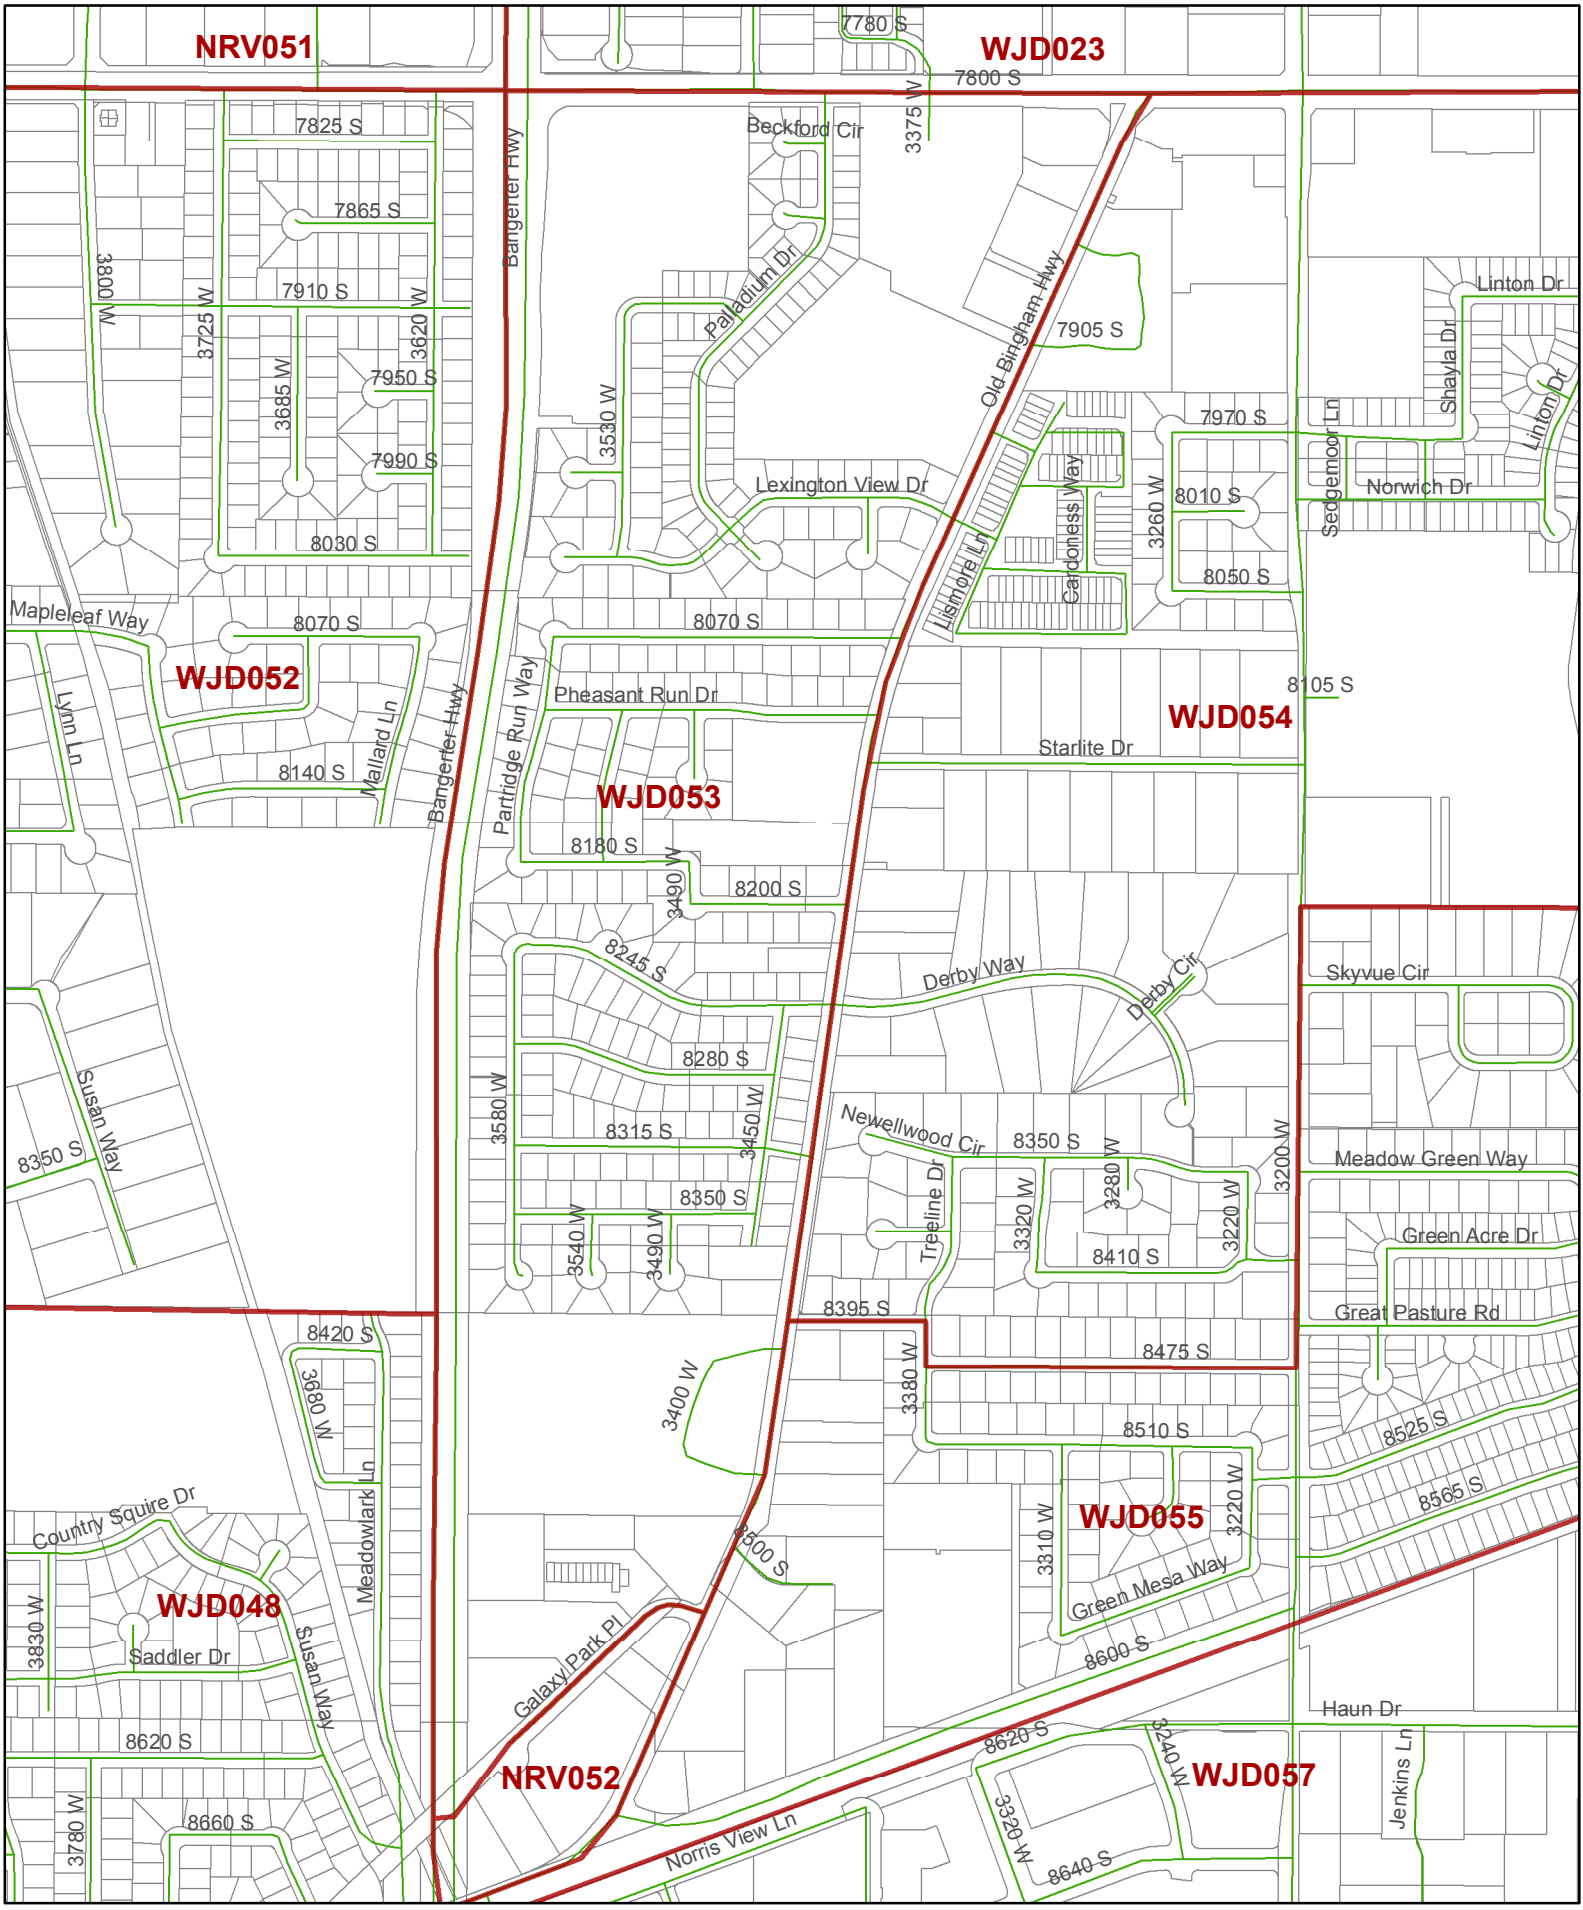 NRV051
7780 S
WJD023
7800 S
3375 W
7825 S
Beckford Cir
Bangerter Hwy
7865 S
3800 W
7910 S
3725 W
3620 W
Palladium Dr
Old Bingham Hwy
7905 S
Linton Dr
Shayla Dr
3685 W
7950 S
3530 W
7970 S
Linton Dr
Sedgemoor Ln
7990 S
Lexington View Dr
Cardoness Way
3260 W
8010 S
Norwich Dr
8030 S
Lismore Ln
8050 S
Mapleleaf Way
8070 S
8070 S
WJD052
Lynn Ln
Mallard Ln
Bangerter Hwy
Partridge Run Way
Pheasant Run Dr
8105 S
WJD054
Starlite Dr
8140 S
WJD053
8180 S
3490 W
8200 S
8245 S
Derby Way
Derby Cir
Skyvue Cir
8280 S
Susan Way
3580 W
3450 W
8315 S
Newellwood Cir
8350 S
3280 W
3200 W
Meadow Green Way
8350 S
8350 S
Treeline Dr
3320 W
3220 W
3540 W
3490 W
8410 S
Green Acre Dr
8395 S
Great Pasture Rd
8420 S
8475 S
3680 W
3400 W
3380 W
8510 S
8525 S
Meadowlark Ln
Country Squire Dr
3220 W
8565 S
WJD055
3310 W
8500 S
Green Mesa Way
WJD048
3830 W
Saddler Dr
Susan Way
Galaxy Park Pl
8600 S
Haun Dr
8620 S
8620 S
3240 W
NRV052
WJD057
Jenkins Ln
3780 W
8660 S
Norris View Ln
3320 W
8640 S